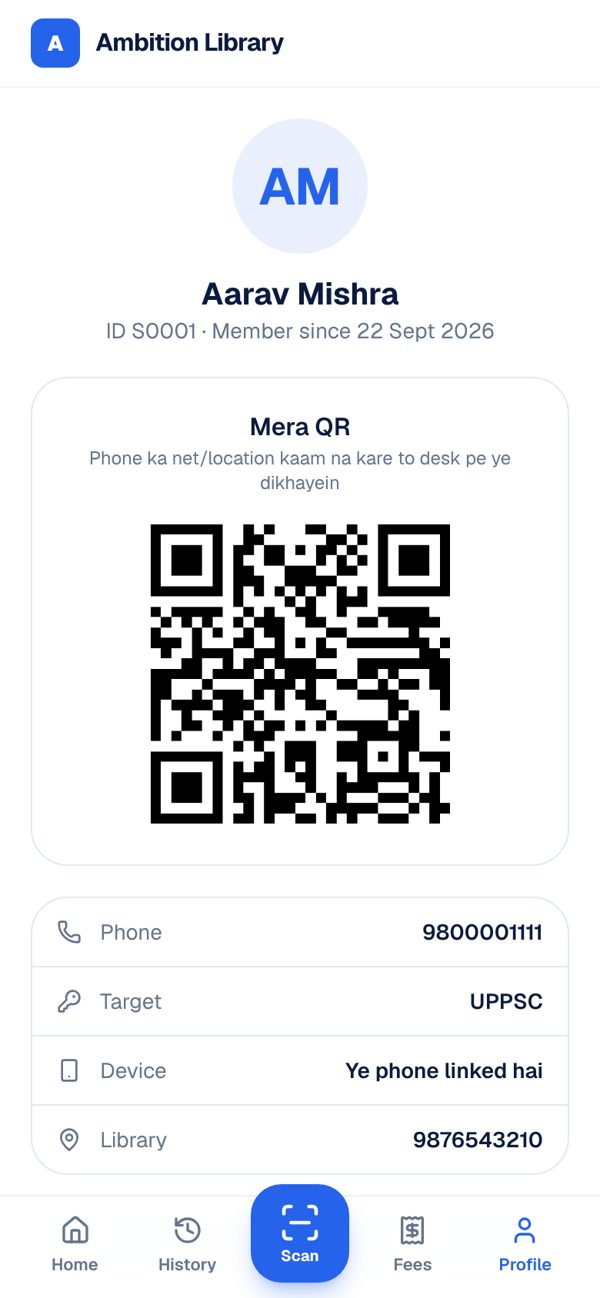 A
Ambition Library
AM
Aarav Mishra
ID S0001 · Member since 22 Sept 2026
Mera QR
Phone ka net/location kaam na kare to desk pe ye
dikhayein
Phone 9800001111
Target UPPSC
Device Ye phone linked hai
Library 9876543210
Home History Scan Fees Profile